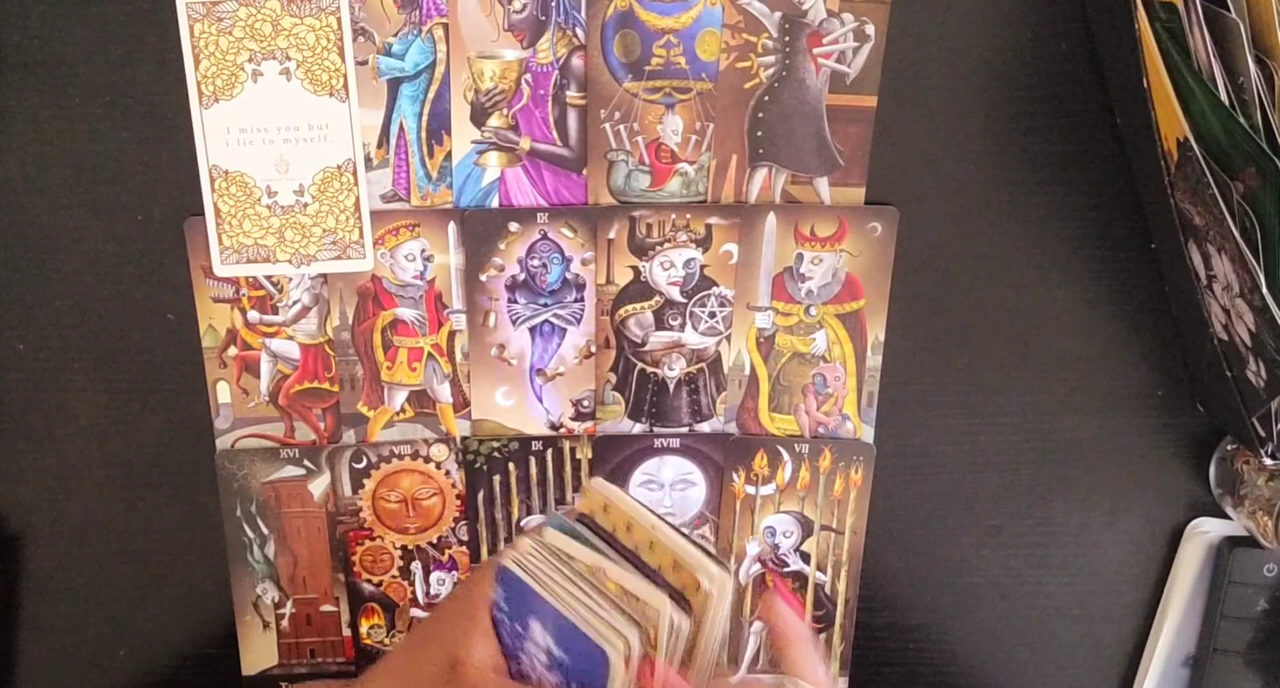 I miss you but
i lie to myself.
IX
XVI
VIII
IX
XVIII
VII